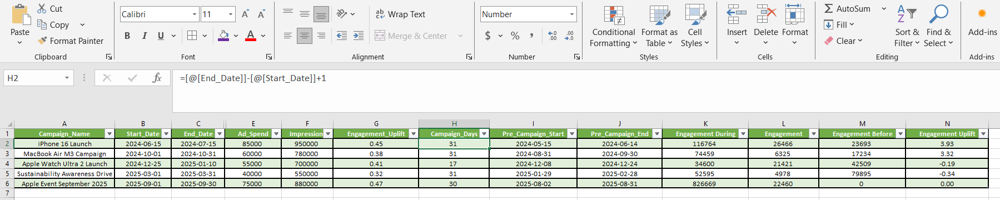 Cut
Copy
Format Painter
Paste
Clipboard
Calibri 11 A A
B I U A
Font
ab Wrap Text
Merge & Center
Alignment
Number
$ % ,
Number
Conditional Formatting
Format as Table
Cell Styles
Styles
Insert Delete Format
Cells
AutoSum
Fill
Clear
Sort & Filter
Find & Select
Editing
Add-ins
Add-ins
H2 fx =[@[End_Date]]-[@[Start_Date]]+1
A B C E F G H I J K L M N
1 Campaign_Name Start_Date End_Date Ad_Spend Impression Engagement_Uplift Campaign_Days Pre_Campaign_Start Pre_Campaign_End Engagement During Engagement Engagement Before Engagement Uplift
2 iPhone 16 Launch 2024-06-15 2024-07-15 85000 950000 0.45 31 2024-05-15 2024-06-14 116764 26466 23693 3.93
3 MacBook Air M3 Campaign 2024-10-01 2024-10-31 60000 780000 0.38 31 2024-08-31 2024-09-30 74459 6325 17234 3.32
4 Apple Watch Ultra 2 Launch 2024-12-25 2025-01-10 55000 700000 0.41 17 2024-12-08 2024-12-24 34600 21421 42509 -0.19
5 Sustainability Awareness Drive 2025-03-01 2025-03-31 40000 550000 0.32 31 2025-01-29 2025-02-28 52595 4978 79895 -0.34
6 Apple Event September 2025 2025-09-01 2025-09-30 75000 880000 0.47 30 2025-08-02 2025-08-31 826669 22460 0 0.00
7